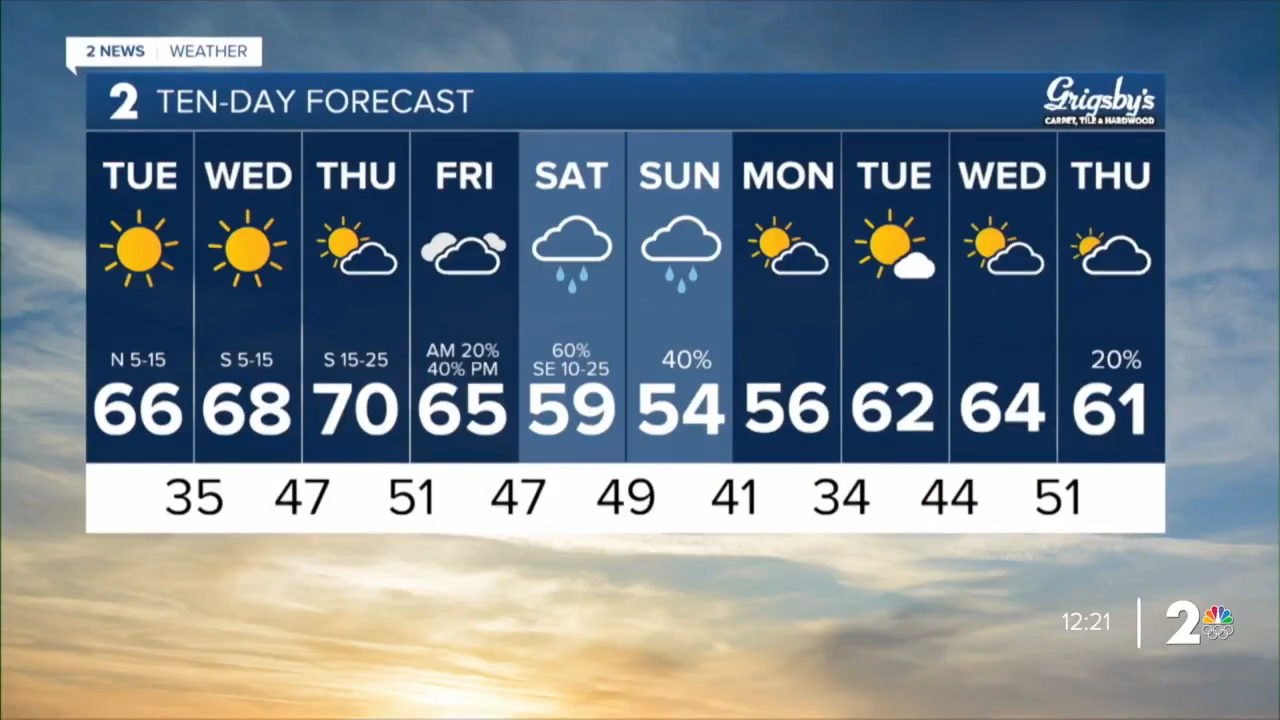 2 NEWS | WEATHER
2 TEN-DAY FORECAST
Grigsby's
CARPET, TILE & HARDWOOD
TUE WED THU FRI SAT SUN MON TUE WED THU
N 5-15 S 5-15 S 15-25 AM 20% 60% 40% 20%
40% PM SE 10-25
66 68 70 65 59 54 56 62 64 61
35 47 51 47 49 41 34 44 51
12:21 | 2